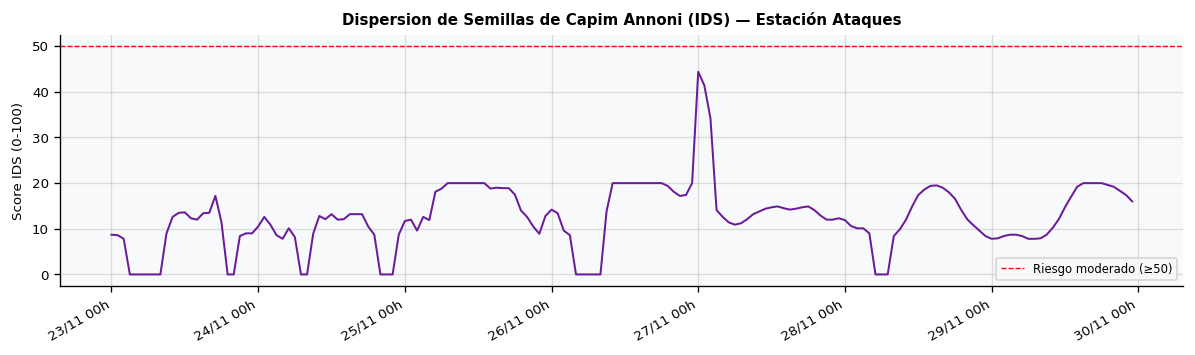 Dispersion de Semillas de Capim Annoni (IDS) — Estación Ataques
Score IDS (0-100)
50
40
30
20
10
0
Riesgo moderado (≥50)
23/11 00h
24/11 00h
25/11 00h
26/11 00h
27/11 00h
28/11 00h
29/11 00h
30/11 00h